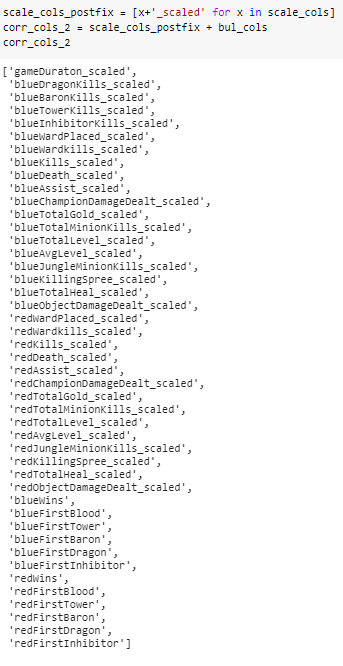 scale_cols_postfix = [x+'_scaled' for x in scale_cols]
corr_cols_2 = scale_cols_postfix + bul_cols
corr_cols_2
['gameDuraton_scaled',
'blueDragonKills_scaled',
'blueBaronKills_scaled',
'blueTowerKills_scaled',
'blueInhibitorKills_scaled',
'blueWardPlaced_scaled',
'blueWardkills_scaled',
'blueKills_scaled',
'blueDeath_scaled',
'blueAssist_scaled',
'blueChampionDamageDealt_scaled',
'blueTotalGold_scaled',
'blueTotalMinionKills_scaled',
'blueTotalLevel_scaled',
'blueAvgLevel_scaled',
'blueJungleMinionKills_scaled',
'blueKillingSpree_scaled',
'blueTotalHeal_scaled',
'blueObjectDamageDealt_scaled',
'redWardPlaced_scaled',
'redWardkills_scaled',
'redKills_scaled',
'redDeath_scaled',
'redAssist_scaled',
'redChampionDamageDealt_scaled',
'redTotalGold_scaled',
'redTotalMinionKills_scaled',
'redTotalLevel_scaled',
'redAvgLevel_scaled',
'redJungleMinionKills_scaled',
'redKillingSpree_scaled',
'redTotalHeal_scaled',
'redObjectDamageDealt_scaled',
'blueWins',
'blueFirstBlood',
'blueFirstTower',
'blueFirstBaron',
'blueFirstDragon',
'blueFirstInhibitor',
'redWins',
'redFirstBlood',
'redFirstTower',
'redFirstBaron',
'redFirstDragon',
'redFirstInhibitor']